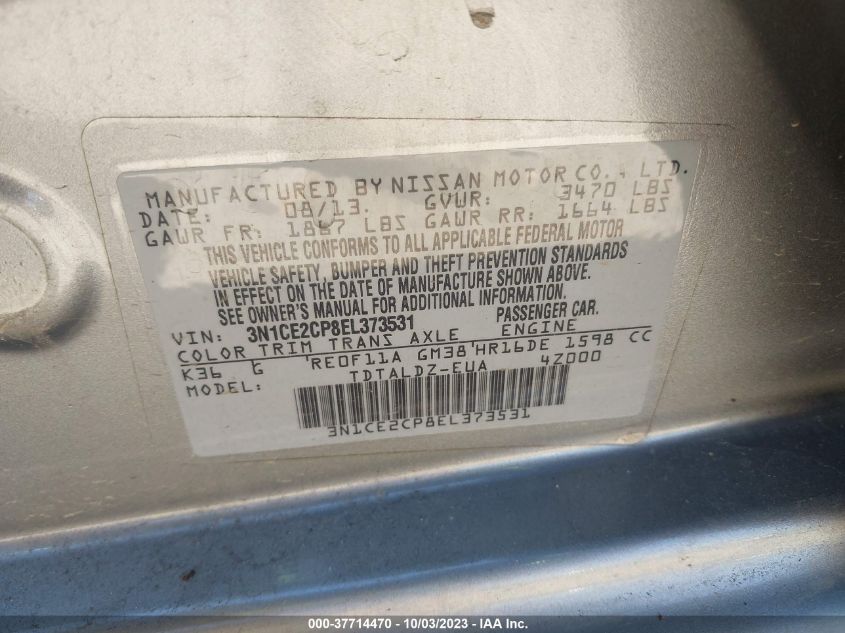 MANUFACTURED BY NISSAN MOTOR CO., LTD.
DATE: 08/13. GVWR: 3470 LBS
GAWR FR: 1867 LBS GAWR RR: 1664 LBS
THIS VEHICLE CONFORMS TO ALL APPLICABLE FEDERAL MOTOR
VEHICLE SAFETY, BUMPER AND THEFT PREVENTION STANDARDS
IN EFFECT ON THE DATE OF MANUFACTURE SHOWN ABOVE.
SEE OWNER'S MANUAL FOR ADDITIONAL INFORMATION.
VIN: 3N1CE2CP8EL373531 PASSENGER CAR.
COLOR TRIM TRANS AXLE ENGINE
K36 G RE0F11A GM38 HR16DE 1598 CC
MODEL: TDTALDZ-EUA 4Z000
3N1CE2CP8EL373531
000-37714470 - 10/03/2023 - IAA Inc.